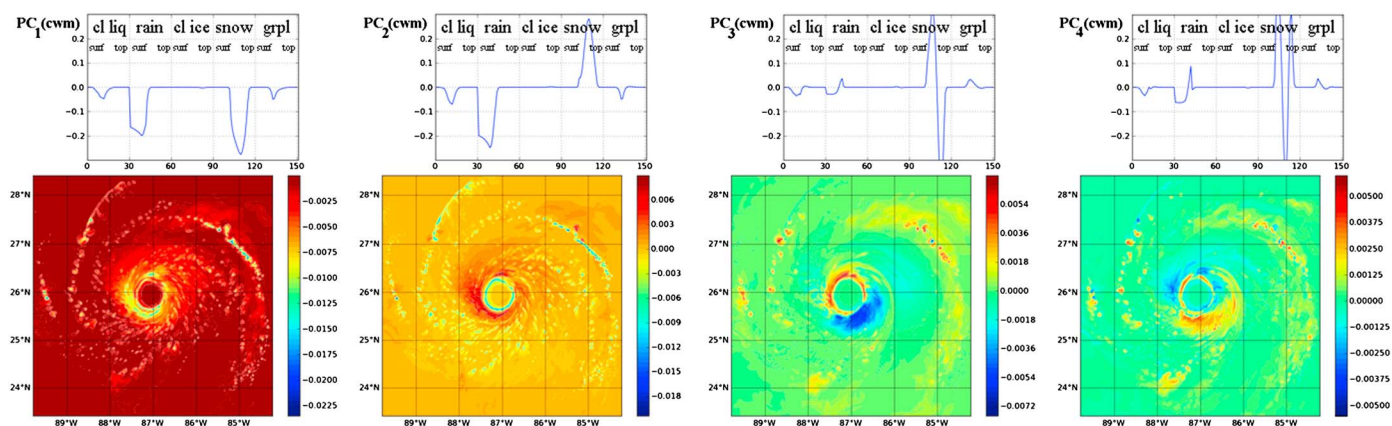 PC1(cwm) cl liq rain cl ice snow grpl
surf top surf top surf top surf top surf top
0.2
0.1
0.0
−0.1
−0.2
0 30 60 90 120 150
28°N
27°N
26°N
25°N
24°N
89°W 88°W 87°W 86°W 85°W
−0.0025
−0.0050
−0.0075
−0.0100
−0.0125
−0.0150
−0.0175
−0.0200
−0.0225
PC2(cwm) cl liq rain cl ice snow grpl
surf top surf top surf top surf top surf top
0.2
0.1
0.0
−0.1
−0.2
0 30 60 90 120 150
28°N
27°N
26°N
25°N
24°N
89°W 88°W 87°W 86°W 85°W
0.006
0.003
0.000
−0.003
−0.006
−0.009
−0.012
−0.015
−0.018
PC3(cwm) cl liq rain cl ice snow grpl
surf top surf top surf top surf top surf top
0.2
0.1
0.0
−0.1
−0.2
0 30 60 90 120 150
28°N
27°N
26°N
25°N
24°N
89°W 88°W 87°W 86°W 85°W
0.0054
0.0036
0.0018
0.0000
−0.0018
−0.0036
−0.0054
−0.0072
PC4(cwm) cl liq rain cl ice snow grpl
surf top surf top surf top surf top surf top
0.2
0.1
0.0
−0.1
−0.2
0 30 60 90 120 150
28°N
27°N
26°N
25°N
24°N
89°W 88°W 87°W 86°W 85°W
0.00500
0.00375
0.00250
0.00125
0.00000
−0.00125
−0.00250
−0.00375
−0.00500